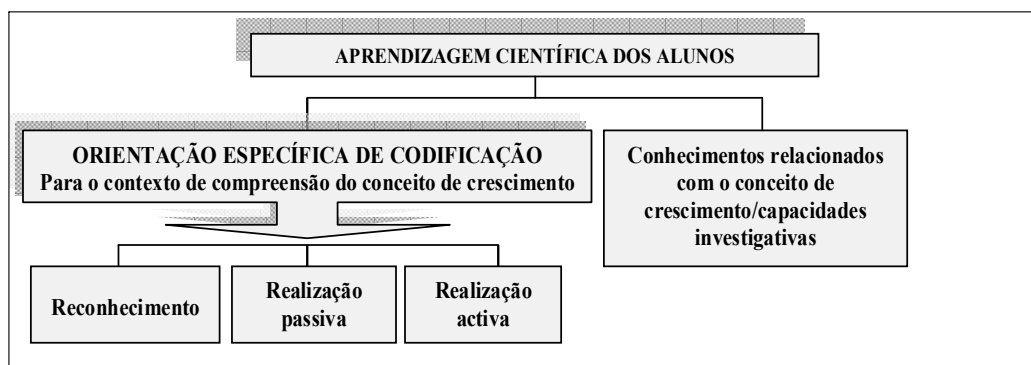 APRENDIZAGEM CIENTÍFICA DOS ALUNOS
ORIENTAÇÃO ESPECÍFICA DE CODIFICAÇÃO
Para o contexto de compreensão do conceito de crescimento
Conhecimentos relacionados
com o conceito de
crescimento/capacidades
investigativas
Reconhecimento
Realização
passiva
Realização
activa